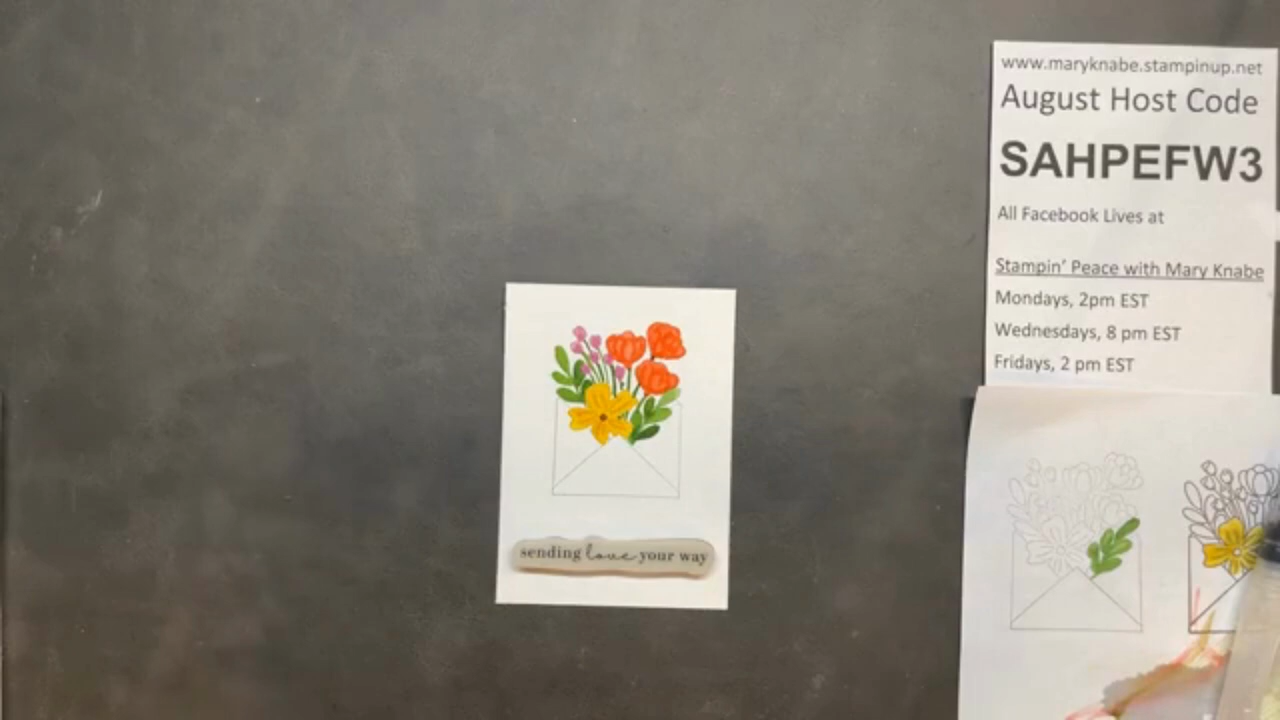 www.maryknabe.stampinup.net
August Host Code
SAHPEFW3
All Facebook Lives at
Stampin' Peace with Mary Knabe
Mondays, 2pm EST
Wednesdays, 8 pm EST
Fridays, 2 pm EST
sending love your way